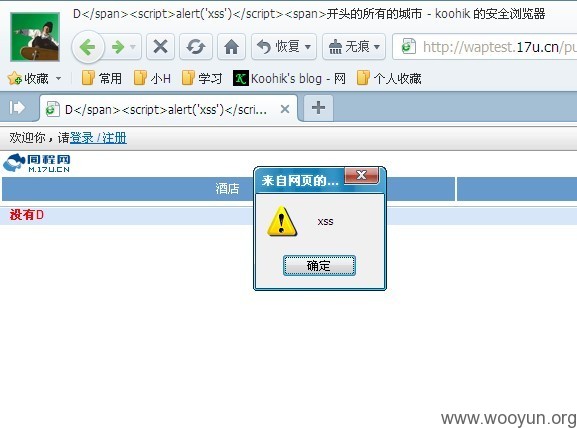 D</span><script>alert('xss')</script><span>开头的所有的城市 - koohik 的安全浏览器
恢复 无痕 http://waptest.17u.cn/pu
收藏 常用 小H 学习 Koohik's blog - 网 个人收藏
D</span><script>alert('xss')</scri...
欢迎你，请登录 / 注册
同程网
M.17U.CN
酒店
没有D
来自网页的...
xss
确定
www.wooyun.org